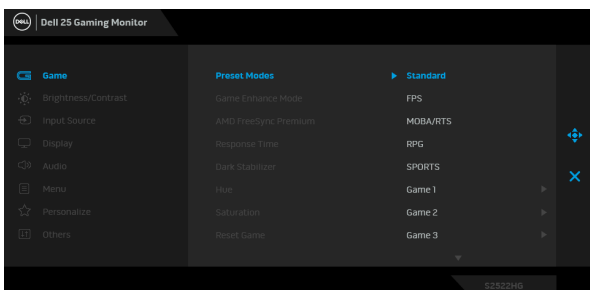 DELL Dell 25 Gaming Monitor
Game Preset Modes Standard
Brightness/Contrast Game Enhance Mode FPS
Input Source AMD FreeSync Premium MOBA/RTS
Display Response Time RPG
Audio Dark Stabilizer SPORTS
Menu Hue Game 1
Personalize Saturation Game 2
Others Reset Game Game 3
S2522HG